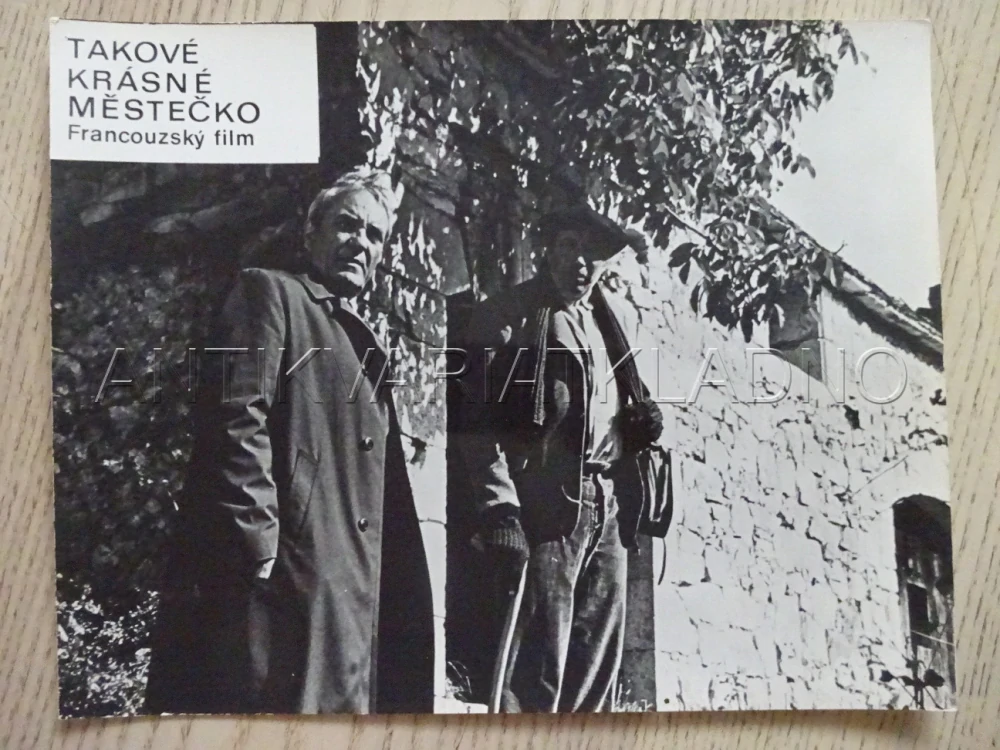 TAKOVÉ
KRÁSNÉ
MĚSTEČKO
Francouzský film
ANTIKVARIATKLADNO